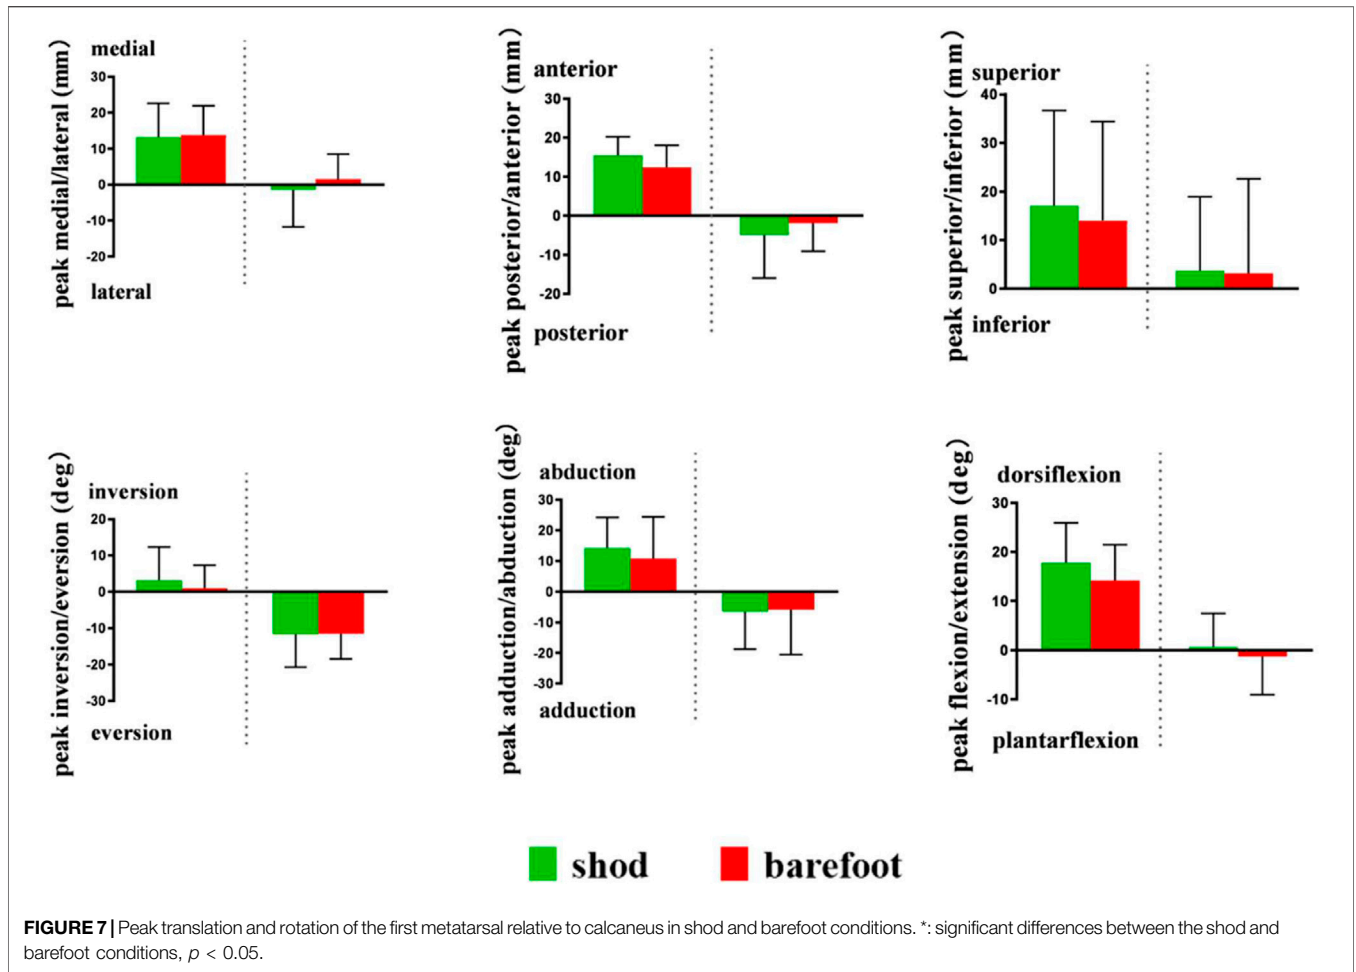 peak medial/lateral (mm)
medial
30
20
10
0
-10
-20
lateral
peak posterior/anterior (mm)
anterior
30
20
10
0
-10
-20
posterior
peak superior/inferior (mm)
superior
40
30
20
10
0
inferior
peak inversion/eversion (deg)
inversion
20
10
0
-10
-20
-30
eversion
peak adduction/abduction (deg)
abduction
30
20
10
0
-10
-20
-30
adduction
peak flexion/extension (deg)
dorsiflexion
30
20
10
0
-10
plantarflexion
shod
barefoot
FIGURE 7 | Peak translation and rotation of the first metatarsal relative to calcaneus in shod and barefoot conditions. *: significant differences between the shod and
barefoot conditions, p < 0.05.